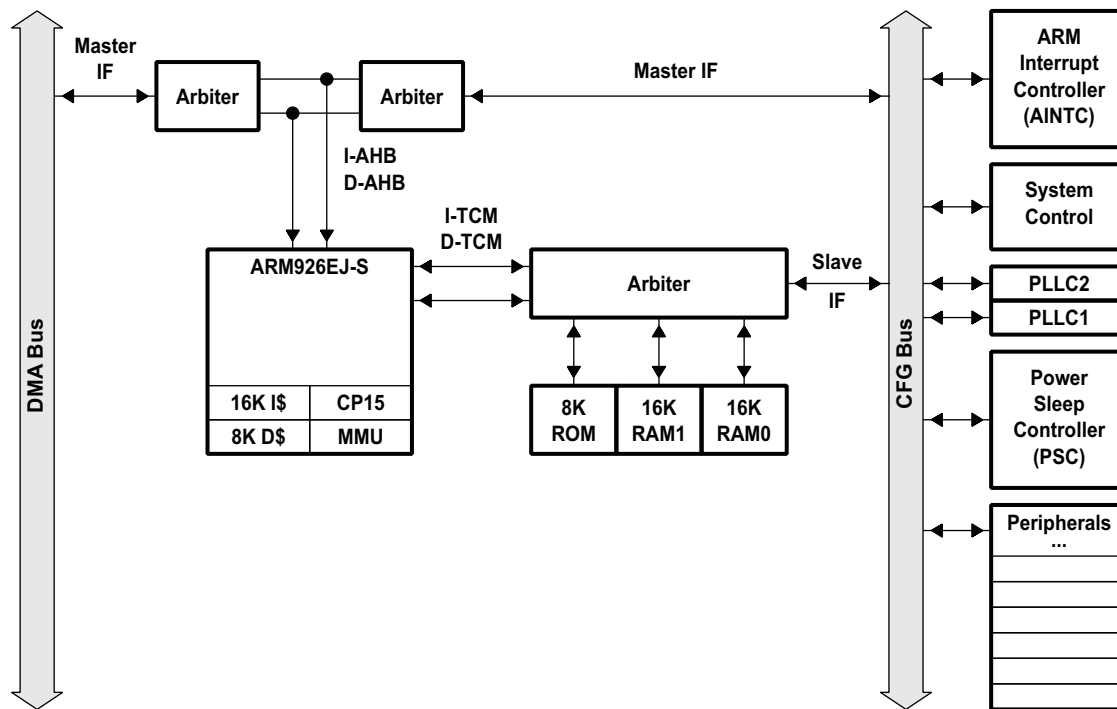 DMA Bus
Master
IF
Arbiter
Arbiter
Master IF
I-AHB
D-AHB
ARM926EJ-S
16K I$
CP15
8K D$
MMU
I-TCM
D-TCM
Arbiter
Slave
IF
8K
ROM
16K
RAM1
16K
RAM0
CFG Bus
ARM
Interrupt
Controller
(AINTC)
System
Control
PLLC2
PLLC1
Power
Sleep
Controller
(PSC)
Peripherals
...